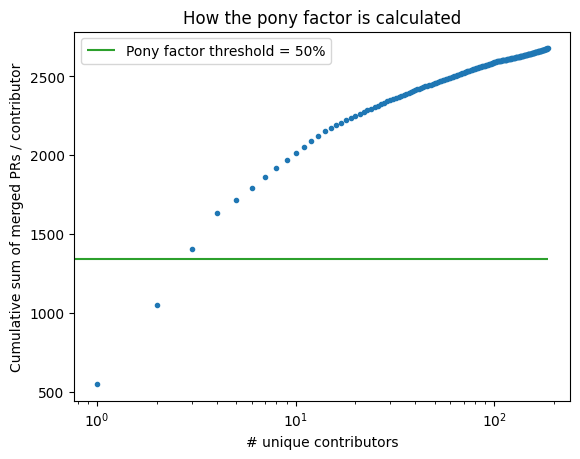 How the pony factor is calculated
Pony factor threshold = 50%
Cumulative sum of merged PRs / contributor
2500
2000
1500
1000
500
10⁰
10¹
10²
# unique contributors